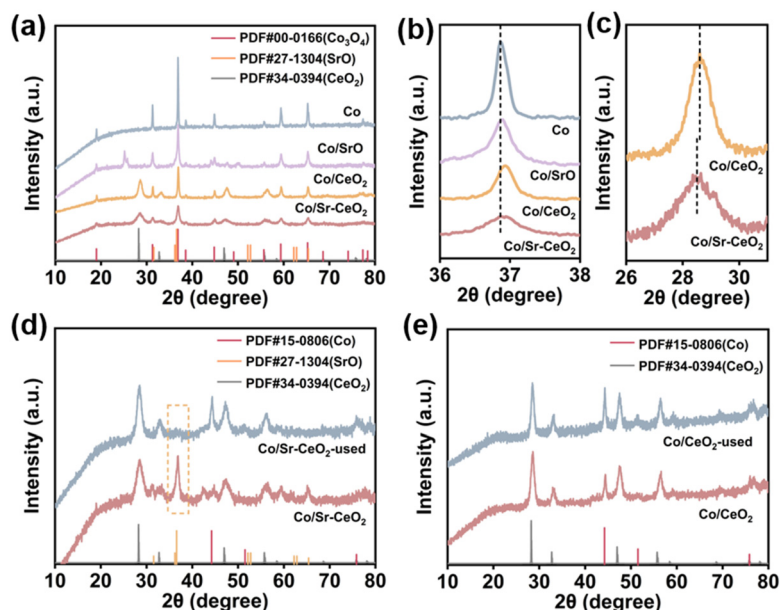 (a)
Intensity (a.u.)
PDF#00-0166(Co₃O₄)
PDF#27-1304(SrO)
PDF#34-0394(CeO₂)
Co
Co/SrO
Co/CeO₂
Co/Sr-CeO₂
10 20 30 40 50 60 70 80
2θ (degree)
(b)
Intensity (a.u.)
Co
Co/SrO
Co/CeO₂
Co/Sr-CeO₂
36 37 38
2θ (degree)
(c)
Intensity (a.u.)
Co/CeO₂
Co/Sr-CeO₂
26 28 30
2θ (degree)
(d)
Intensity (a.u.)
PDF#15-0806(Co)
PDF#27-1304(SrO)
PDF#34-0394(CeO₂)
Co/Sr-CeO₂-used
Co/Sr-CeO₂
10 20 30 40 50 60 70 80
2θ (degree)
(e)
Intensity (a.u.)
PDF#15-0806(Co)
PDF#34-0394(CeO₂)
Co/CeO₂-used
Co/CeO₂
10 20 30 40 50 60 70 80
2θ (degree)